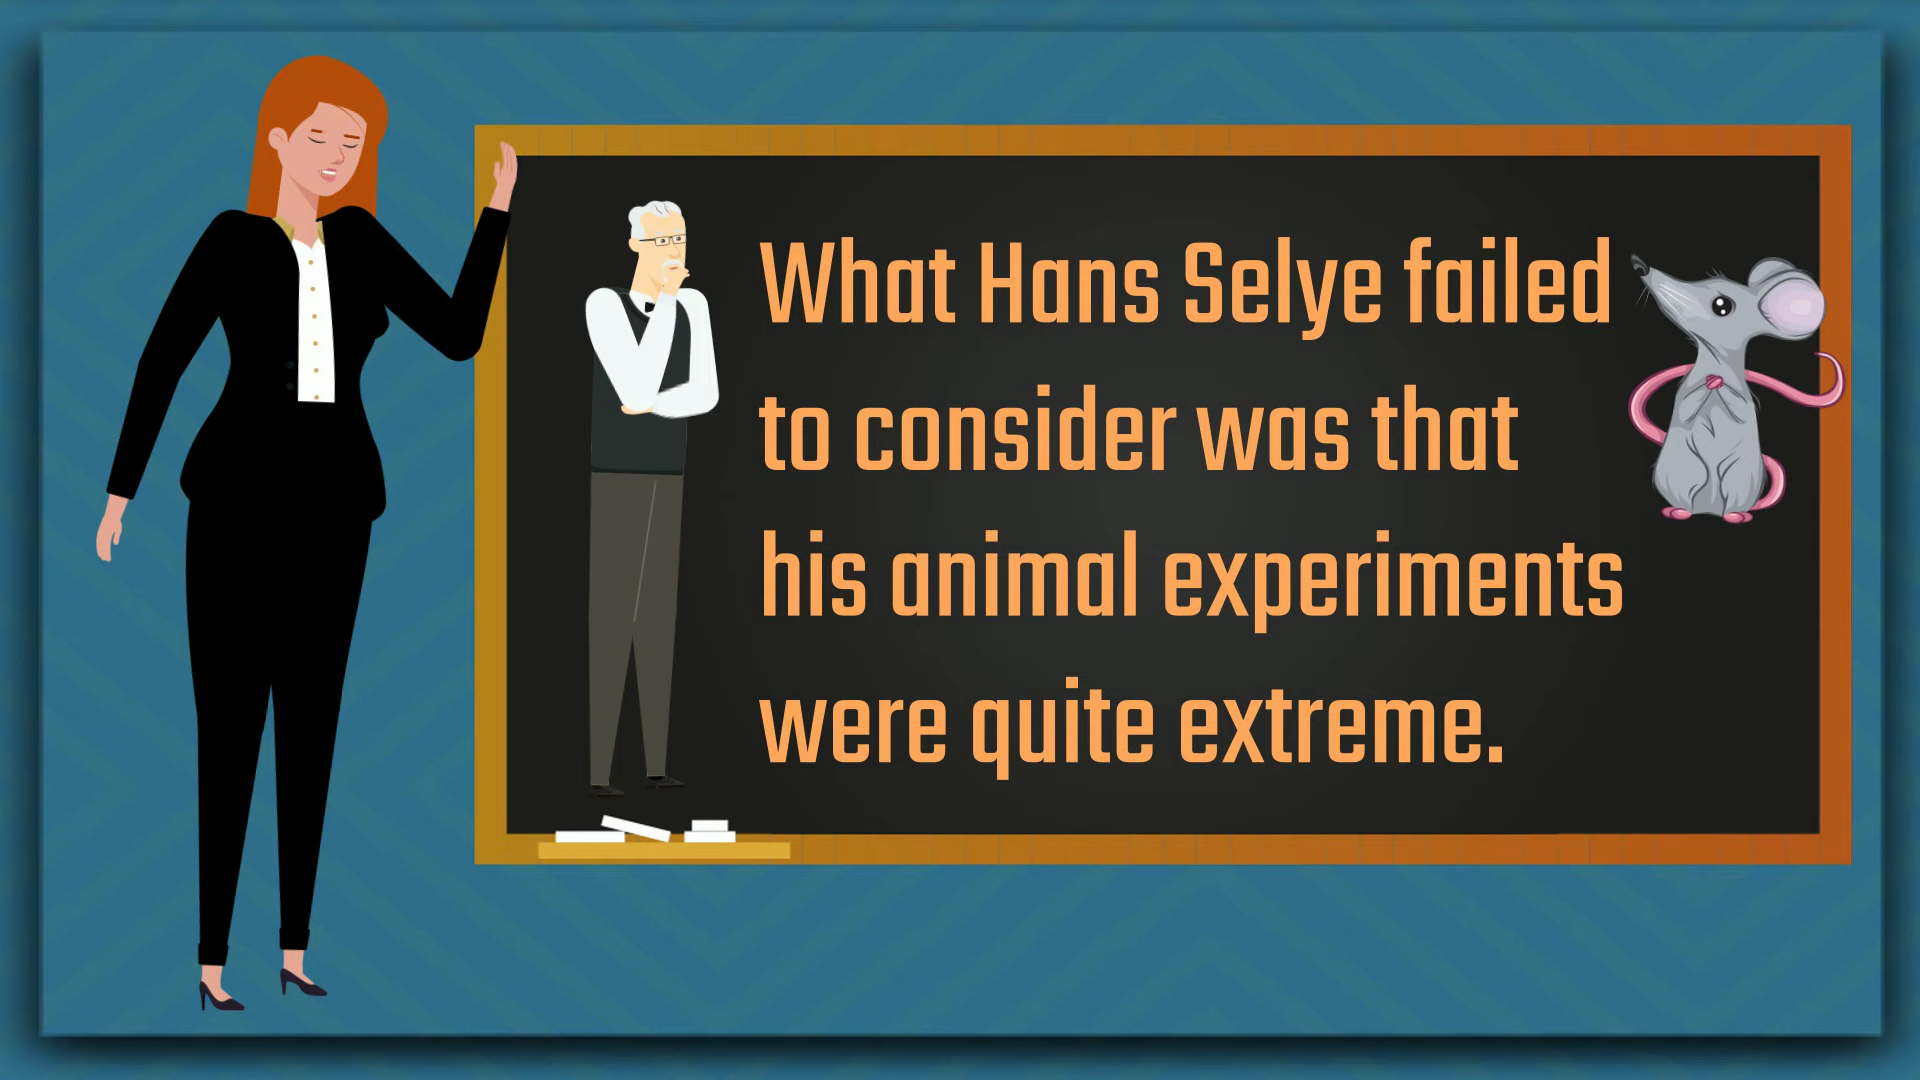 What Hans Selye failed
to consider was that
his animal experiments
were quite extreme.